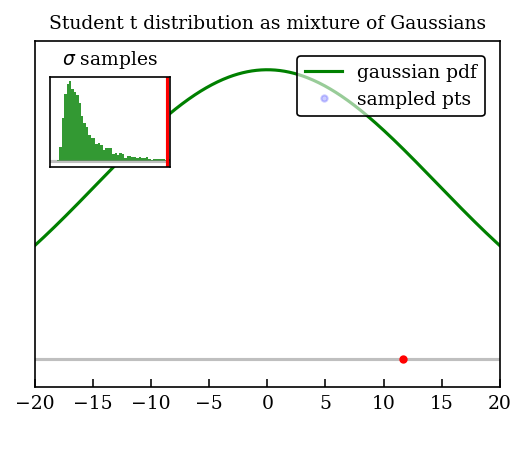 Student t distribution as mixture of Gaussians
σ samples
gaussian pdf
sampled pts
−20 −15 −10 −5 0 5 10 15 20